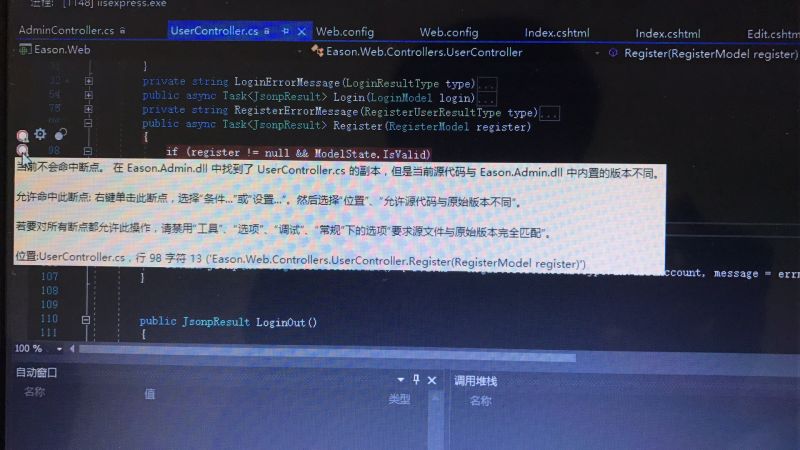 进程: [1148] iisexpress.exe
AdminController.cs
UserController.cs
Web.config
Web.config
Index.cshtml
Index.cshtml
Edit.cshtml
Eason.Web
Eason.Web.Controllers.UserController
Register(RegisterModel register)
31 }
32 private string LoginErrorMessage(LoginResultType type)...
54 public async Task<JsonpResult> Login(LoginModel login)...
75 private string RegisterErrorMessage(RegisterUserResultType type)...
public async Task<JsonpResult> Register(RegisterModel register)
{
98 if (register != null && ModelState.IsValid)
当前不会命中断点。 在 Eason.Admin.dll 中找到了 UserController.cs 的副本，但是当前源代码与 Eason.Admin.dll 中内置的版本不同。
允许命中此断点: 右键单击此断点，选择“条件...”或“设置...”。然后选择“位置”、“允许源代码与原始版本不同”。
若要对所有断点都允许此操作，请禁用“工具”、“选项”、“调试”、“常规”下的选项“要求源文件与原始版本完全匹配”。
位置:UserController.cs，行 98 字符 13 ('Eason.Web.Controllers.UserController.Register(RegisterModel register)')
account, message = errm
107 }
108
109
110 public JsonpResult LoginOut()
111 {
100 %
自动窗口
名称
值
类型
调用堆栈
名称